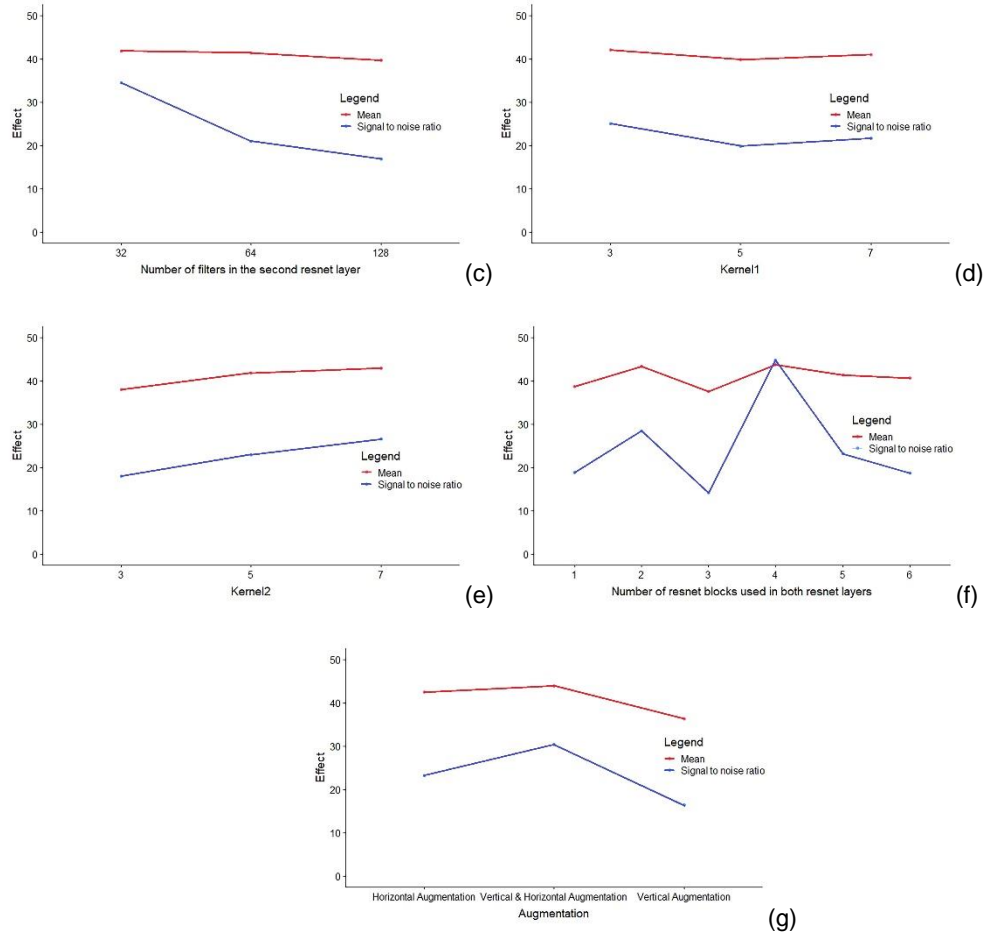 50
40
30
20
10
0
Effect
Legend
Mean
Signal to noise ratio
32 64 128
Number of filters in the second resnet layer
(c)
50
40
30
20
10
0
Effect
Legend
Mean
Signal to noise ratio
3 5 7
Kernel1
(d)
50
40
30
20
10
0
Effect
Legend
Mean
Signal to noise ratio
3 5 7
Kernel2
(e)
50
40
30
20
10
0
Effect
Legend
Mean
Signal to noise ratio
1 2 3 4 5 6
Number of resnet blocks used in both resnet layers
(f)
50
40
30
20
10
0
Effect
Legend
Mean
Signal to noise ratio
Horizontal Augmentation Vertical & Horizontal Augmentation Vertical Augmentation
Augmentation
(g)